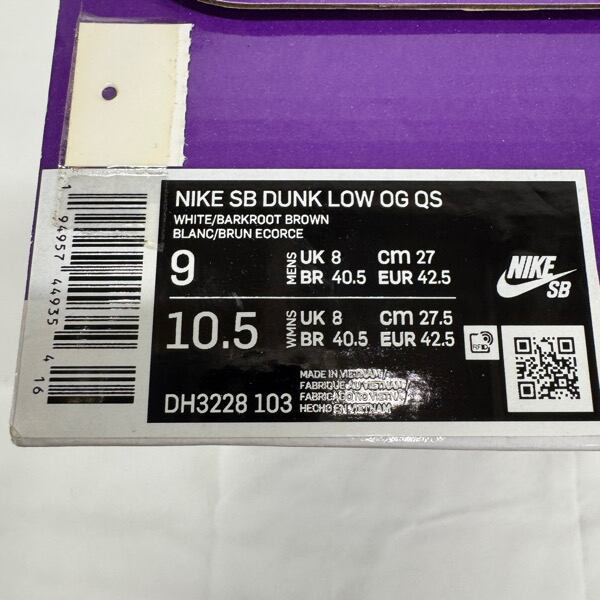 NIKE SB DUNK LOW OG QS
WHITE/BARKROOT BROWN
BLANC/BRUN ECORCE
9 MENS UK 8 cm 27
BR 40.5 EUR 42.5
10.5 WMNS UK 8 cm 27.5
BR 40.5 EUR 42.5
DH3228 103
MADE IN VIETNAM/
FABRIQUÉ AU VIETNAM/
FABRICADO NO VIETNÃ/
HECHO EN VIETNAM
NIKE
SB
RFID
1 94957 44935 4 16